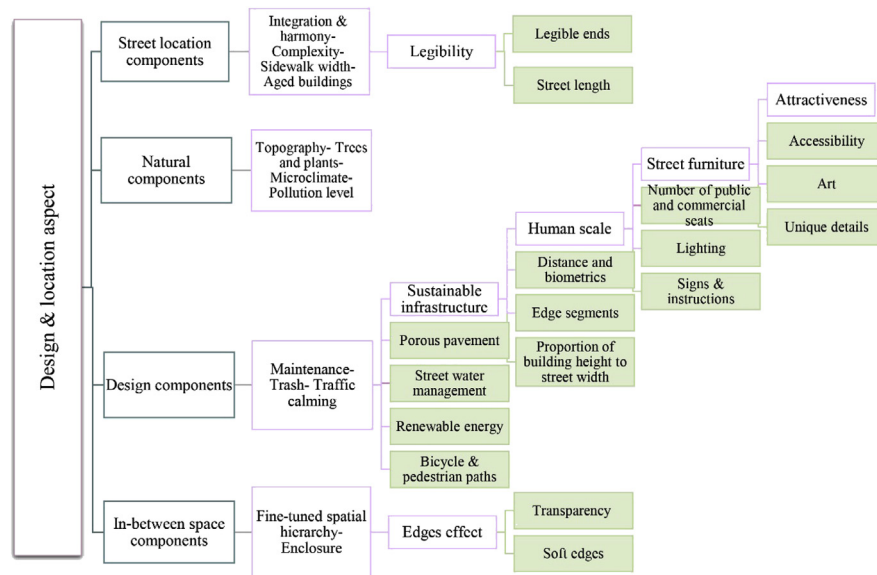 Design & location aspect
Street location
components
Integration &
harmony-
Complexity-
Sidewalk width-
Aged buildings
Legibility
Legible ends
Street length
Natural
components
Topography- Trees
and plants-
Microclimate-
Pollution level
Design components
Maintenance-
Trash- Traffic
calming
Sustainable
infrastructure
Porous pavement
Street water
management
Renewable energy
Bicycle &
pedestrian paths
Human scale
Distance and
biometrics
Edge segments
Proportion of
building height to
street width
Street furniture
Number of public
and commercial
seats
Lighting
Signs &
instructions
Attractiveness
Accessibility
Art
Unique details
In-between space
components
Fine-tuned spatial
hierarchy-
Enclosure
Edges effect
Transparency
Soft edges